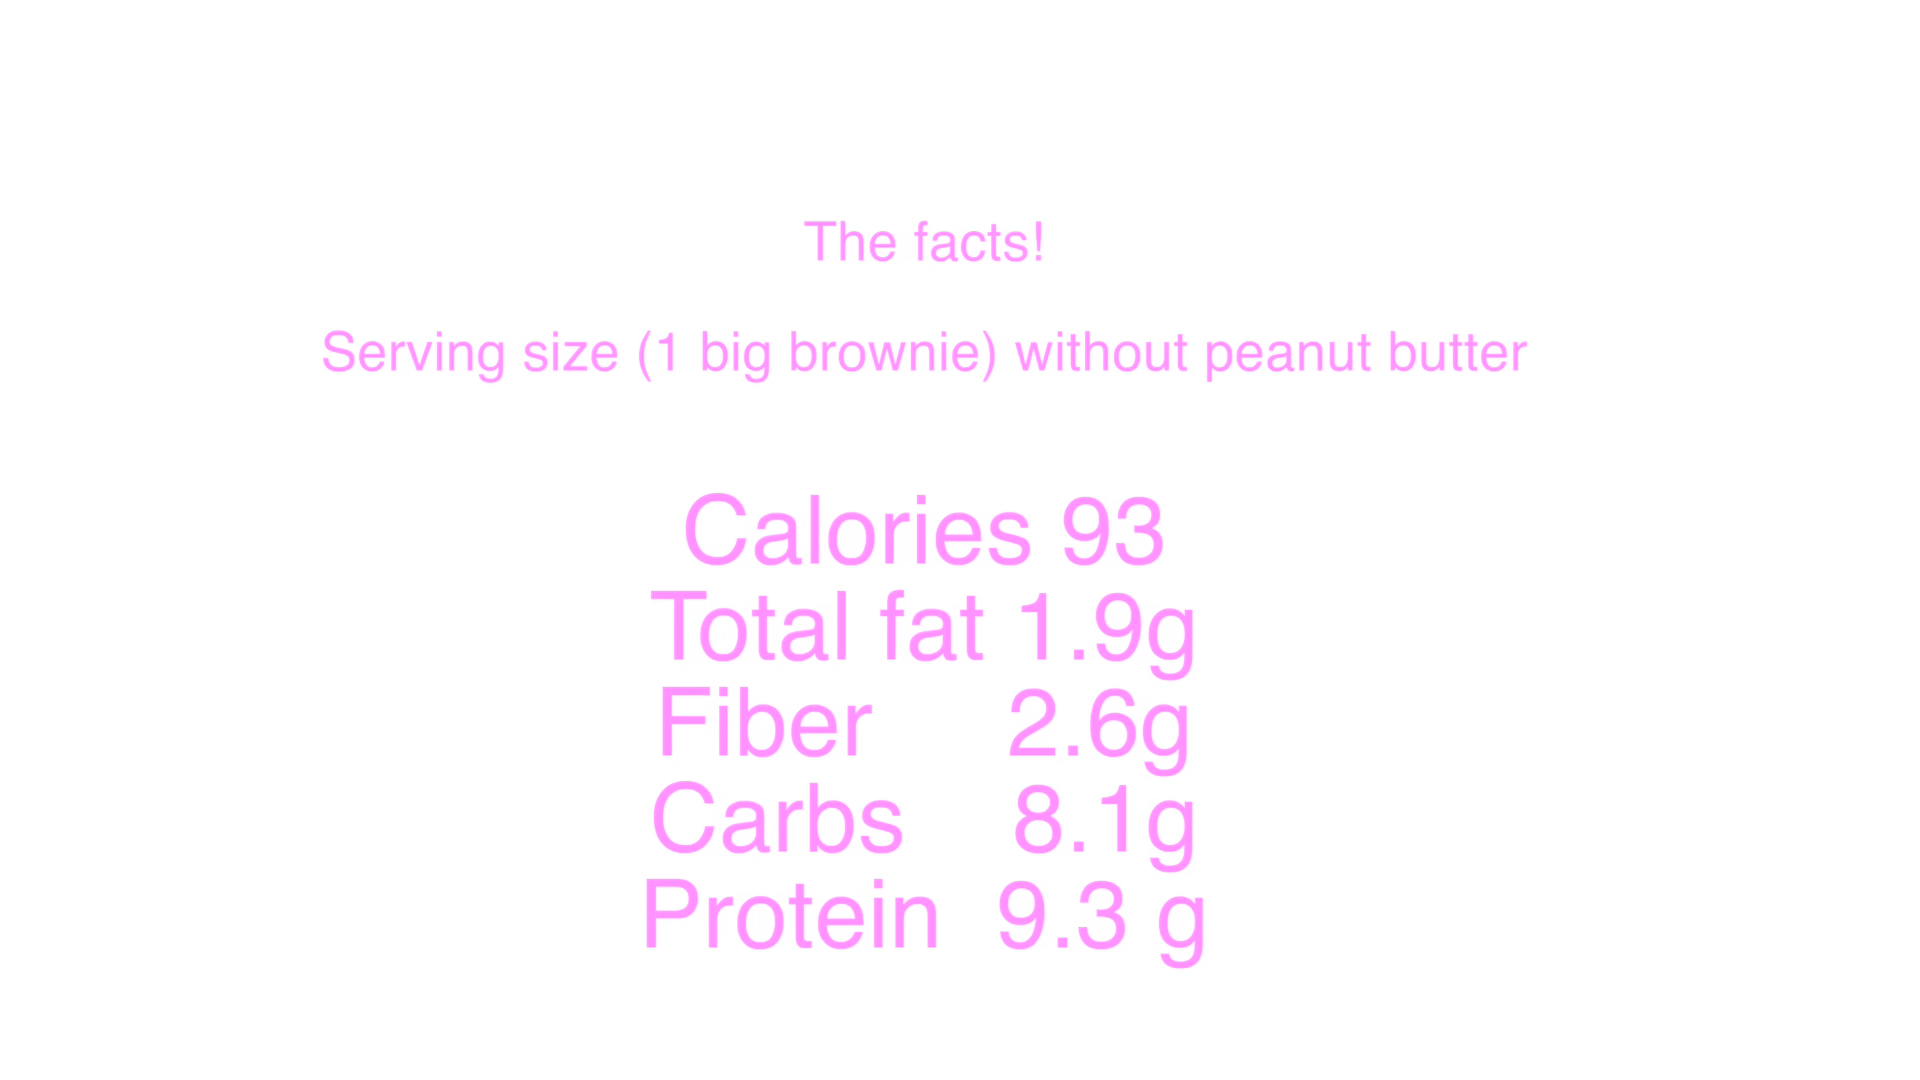 The facts!
Serving size (1 big brownie) without peanut butter
Calories 93
Total fat 1.9g
Fiber 2.6g
Carbs 8.1g
Protein 9.3 g